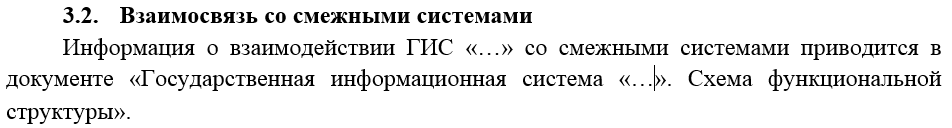 3.2. Взаимосвязь со смежными системами
Информация о взаимодействии ГИС «…» со смежными системами приводится в
документе «Государственная информационная система «…». Схема функциональной
структуры».